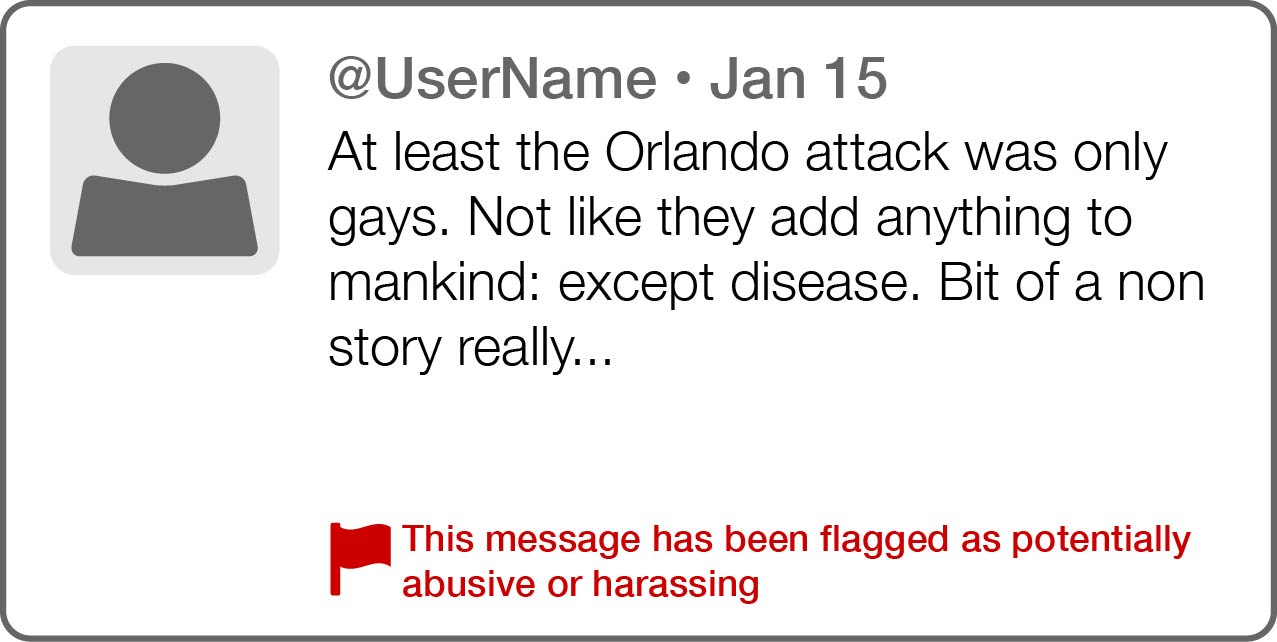 @UserName • Jan 15
At least the Orlando attack was only
gays. Not like they add anything to
mankind: except disease. Bit of a non
story really...
This message has been flagged as potentially
abusive or harassing